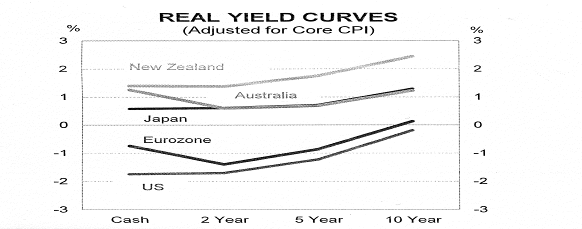 REAL YIELD CURVES
(Adjusted for Core CPI)
% %
3 3
2 2
1 1
0 0
-1 -1
-2 -2
-3 -3
New Zealand
Australia
Japan
Eurozone
US
Cash 2 Year 5 Year 10 Year